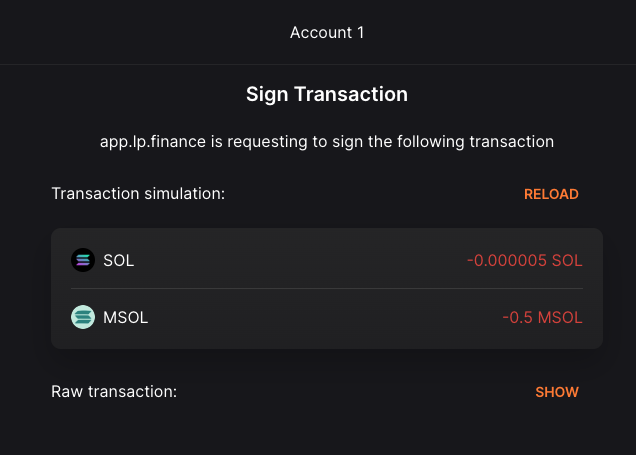 Account 1
Sign Transaction
app.lp.finance is requesting to sign the following transaction
Transaction simulation: RELOAD
SOL -0.000005 SOL
MSOL -0.5 MSOL
Raw transaction: SHOW